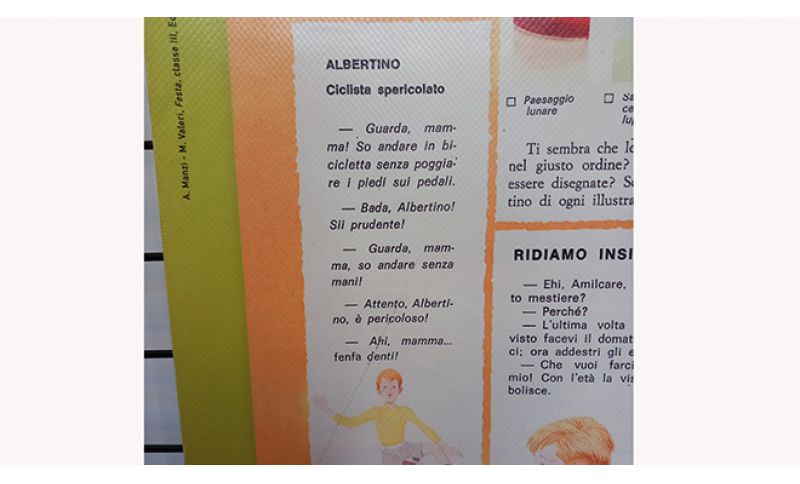 A. Manzi - M. Valeri, Festa, classe III, Ec
ALBERTINO
Ciclista spericolato
— Guarda, mam-
ma! So andare in bi-
cicletta senza poggia-
re i piedi sui pedali.
— Bada, Albertino!
Sii prudente!
— Guarda, mam-
ma, so andare senza
mani!
— Attento, Alberti-
no, è pericoloso!
— Ahi, mamma...
fenfa denti!
Paesaggio
lunare
Ti sembra che
nel giusto ordine?
essere disegnate?
tino di ogni illustra
RIDIAMO INSI
— Ehi, Amilcare,
to mestiere?
— Perché?
— L'ultima volta
visto facevi il domat
ci; ora addestri gli
— Che vuoi farci
mio! Con l'età la vis
bolisce.